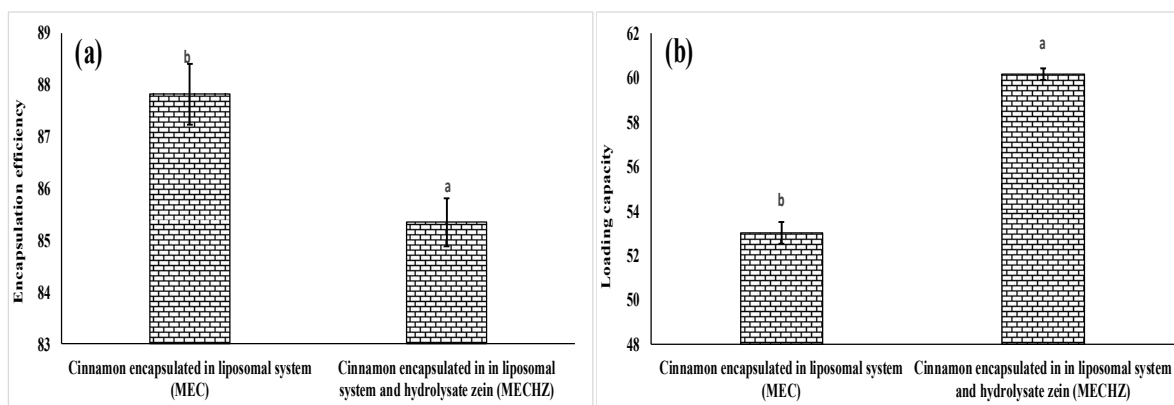 (a)
Encapsulation efficiency
89
88
87
86
85
84
83
b
a
Cinnamon encapsulated in liposomal system
(MEC)
Cinnamon encapsulated in in liposomal
system and hydrolysate zein (MECHZ)
(b)
Loading capacity
62
60
58
56
54
52
50
48
b
a
Cinnamon encapsulated in liposomal system
(MEC)
Cinnamon encapsulated in in liposomal system
and hydrolysate zein (MECHZ)